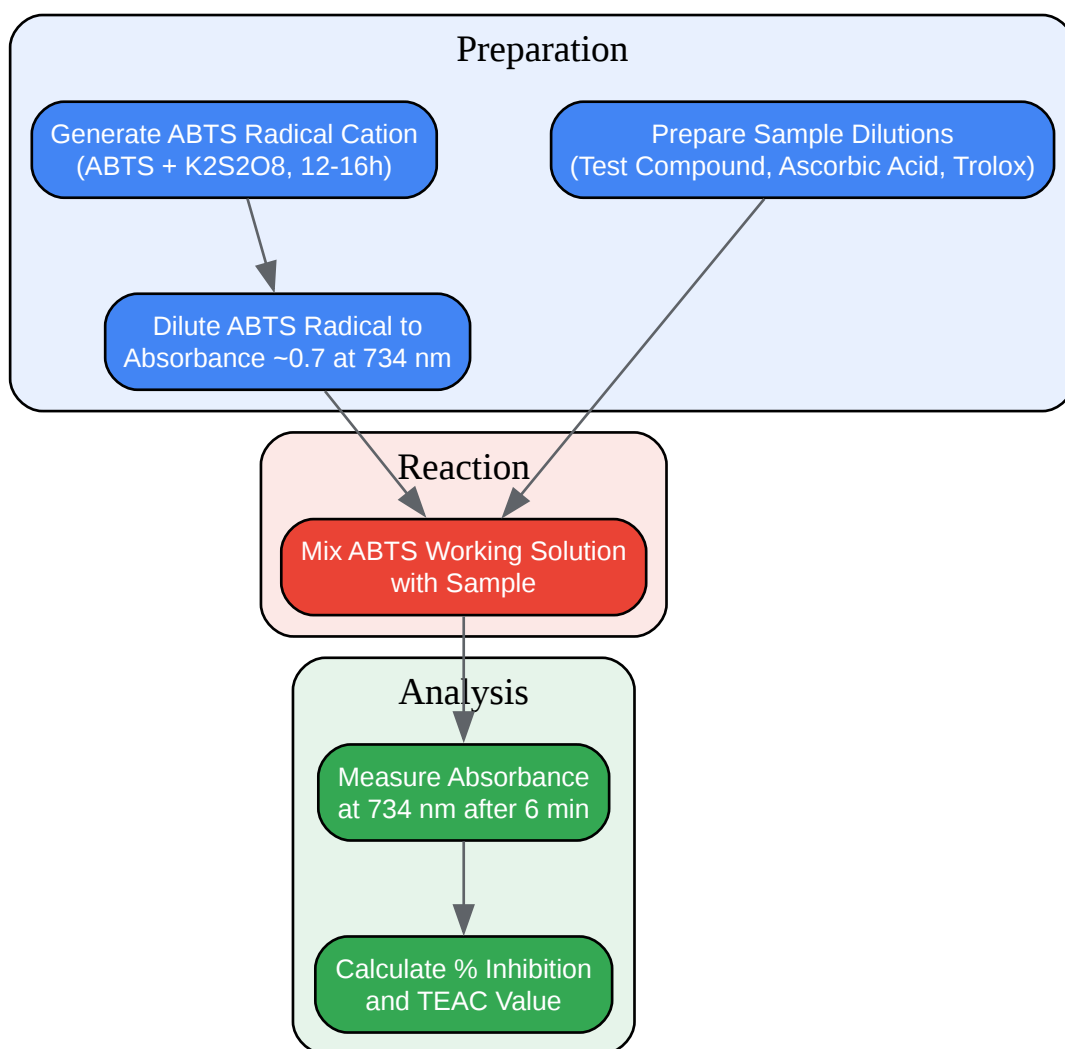 Preparation
Generate ABTS Radical Cation
(ABTS + K2S2O8, 12-16h)
Prepare Sample Dilutions
(Test Compound, Ascorbic Acid, Trolox)
Dilute ABTS Radical to
Absorbance ~0.7 at 734 nm
Reaction
Mix ABTS Working Solution
with Sample
Analysis
Measure Absorbance
at 734 nm after 6 min
Calculate % Inhibition
and TEAC Value